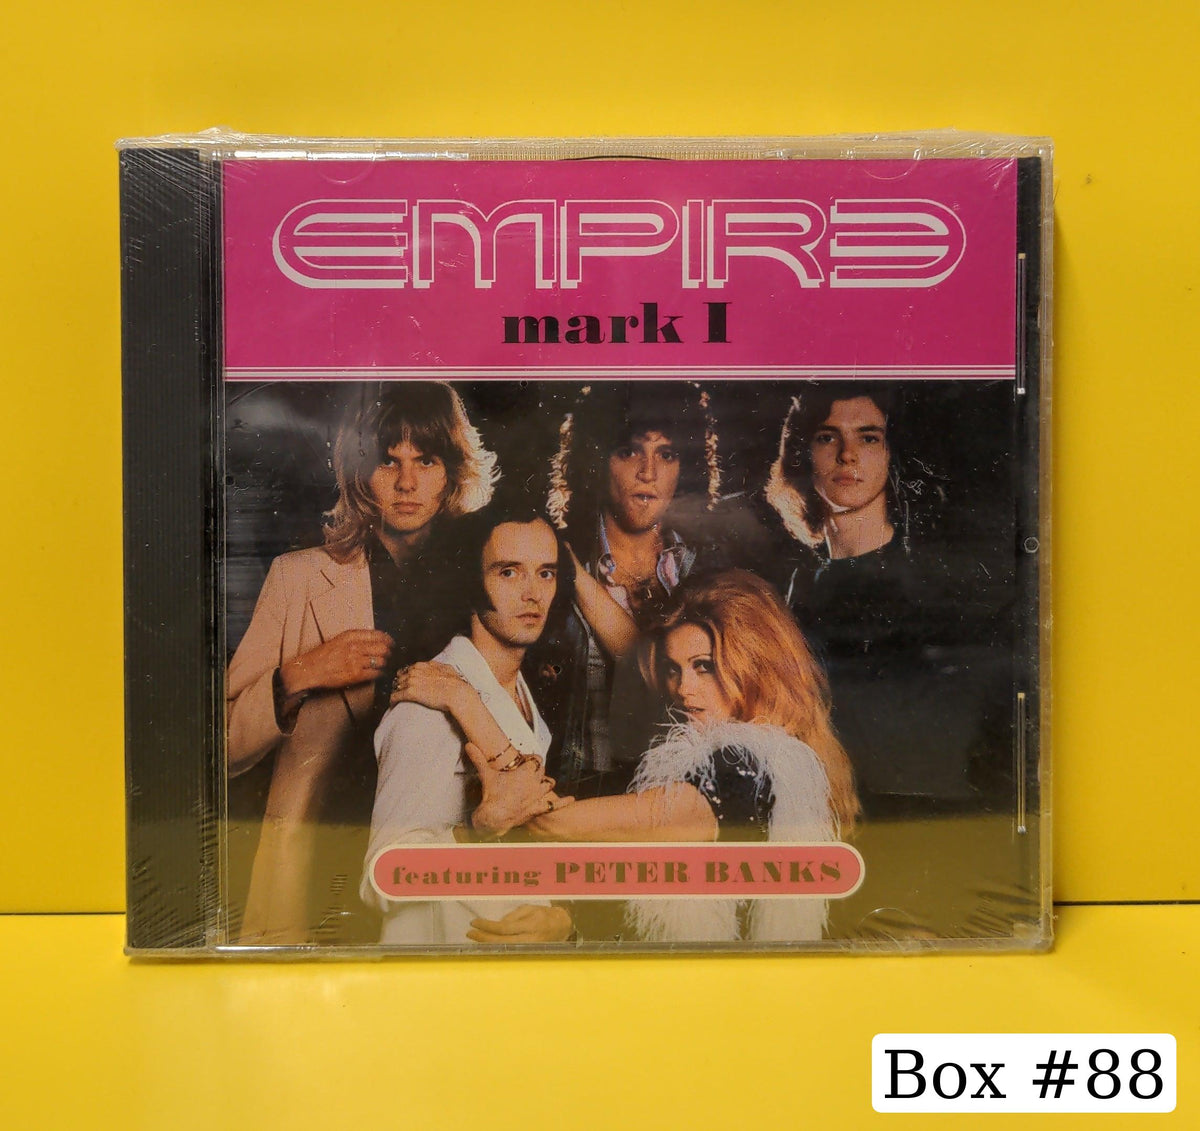 EMPIRE
mark I
featuring PETER BANKS
Box #88